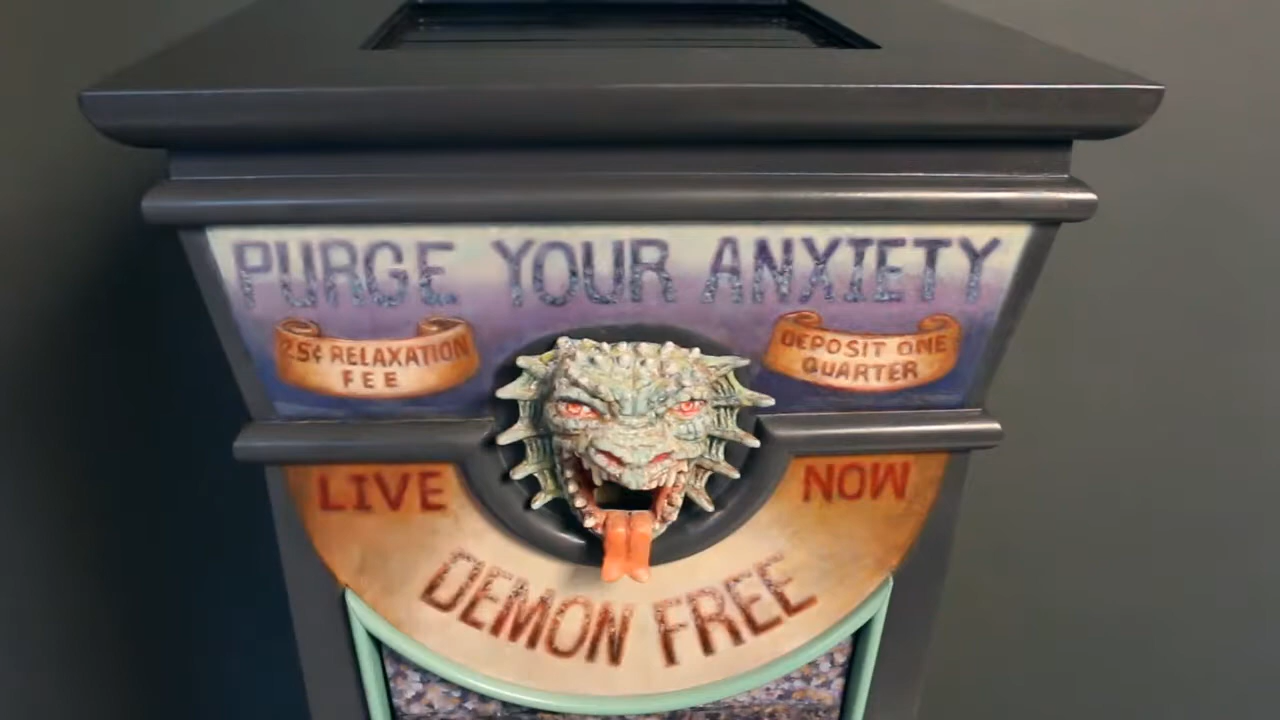 PURGE YOUR ANXIETY
25¢ RELAXATION
FEE
DEPOSIT ONE
QUARTER
LIVE
NOW
DEMON FREE